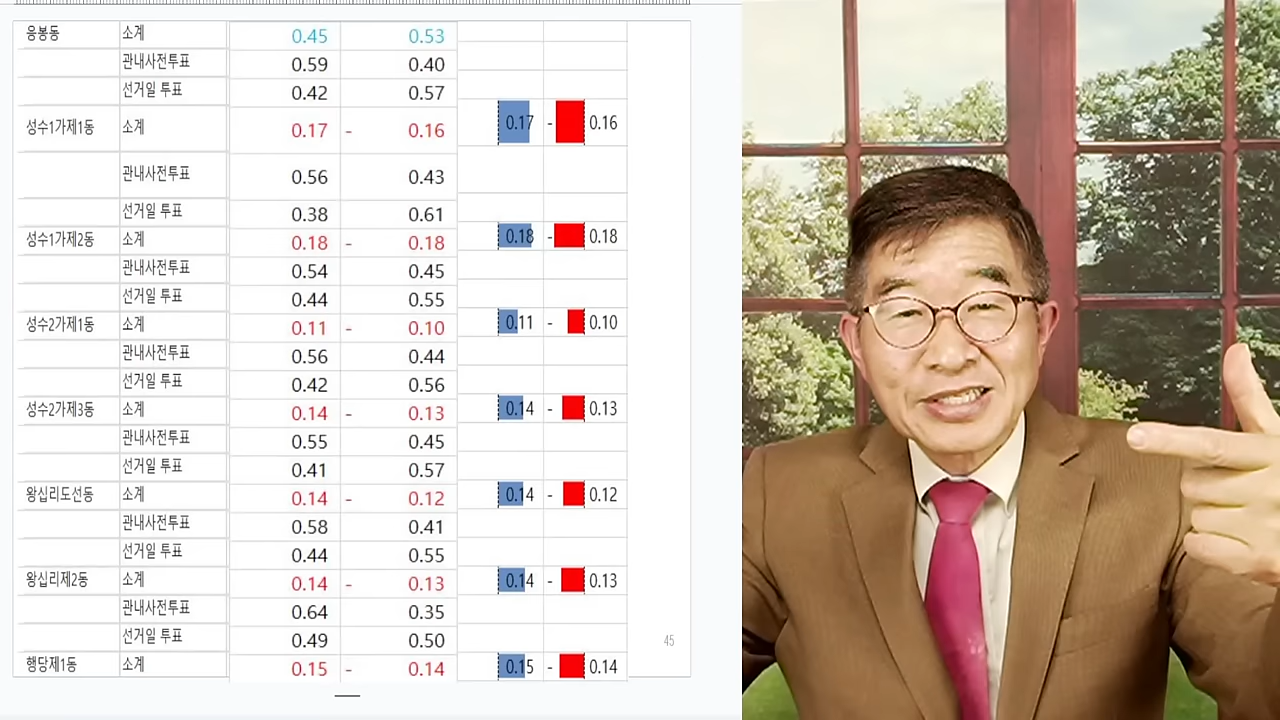 응봉동 소계 0.45 0.53
관내사전투표 0.59 0.40
선거일 투표 0.42 0.57
성수1가제1동 소계 0.17 - 0.16 0.17 - 0.16
관내사전투표 0.56 0.43
선거일 투표 0.38 0.61
성수1가제2동 소계 0.18 - 0.18 0.18 - 0.18
관내사전투표 0.54 0.45
선거일 투표 0.44 0.55
성수2가제1동 소계 0.11 - 0.10 0.11 - 0.10
관내사전투표 0.56 0.44
선거일 투표 0.42 0.56
성수2가제3동 소계 0.14 - 0.13 0.14 - 0.13
관내사전투표 0.55 0.45
선거일 투표 0.41 0.57
왕십리도선동 소계 0.14 - 0.12 0.14 - 0.12
관내사전투표 0.58 0.41
선거일 투표 0.44 0.55
왕십리제2동 소계 0.14 - 0.13 0.14 - 0.13
관내사전투표 0.64 0.35
선거일 투표 0.49 0.50
45
행당제1동 소계 0.15 - 0.14 0.15 - 0.14